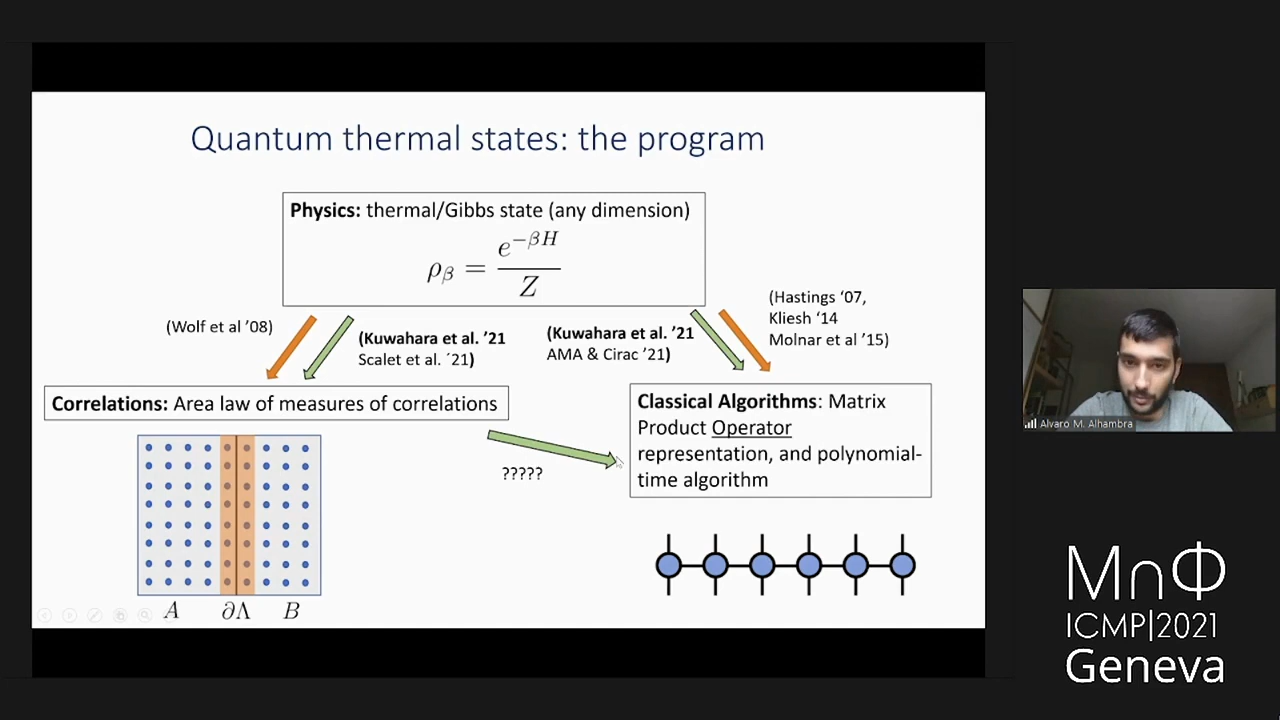 Quantum thermal states: the program
Physics: thermal/Gibbs state (any dimension)
ρ_β = e^{-βH} / Z
(Wolf et al '08)
(Kuwahara et al. '21
Scalet et al. ´21)
(Kuwahara et al. '21
AMA & Cirac '21)
(Hastings '07,
Kliesh '14
Molnar et al '15)
Correlations: Area law of measures of correlations
Classical Algorithms: Matrix
Product Operator
representation, and polynomial-
time algorithm
?????
A ∂Λ B
Alvaro M. Alhambra
M∩Φ
ICMP|2021
Geneva